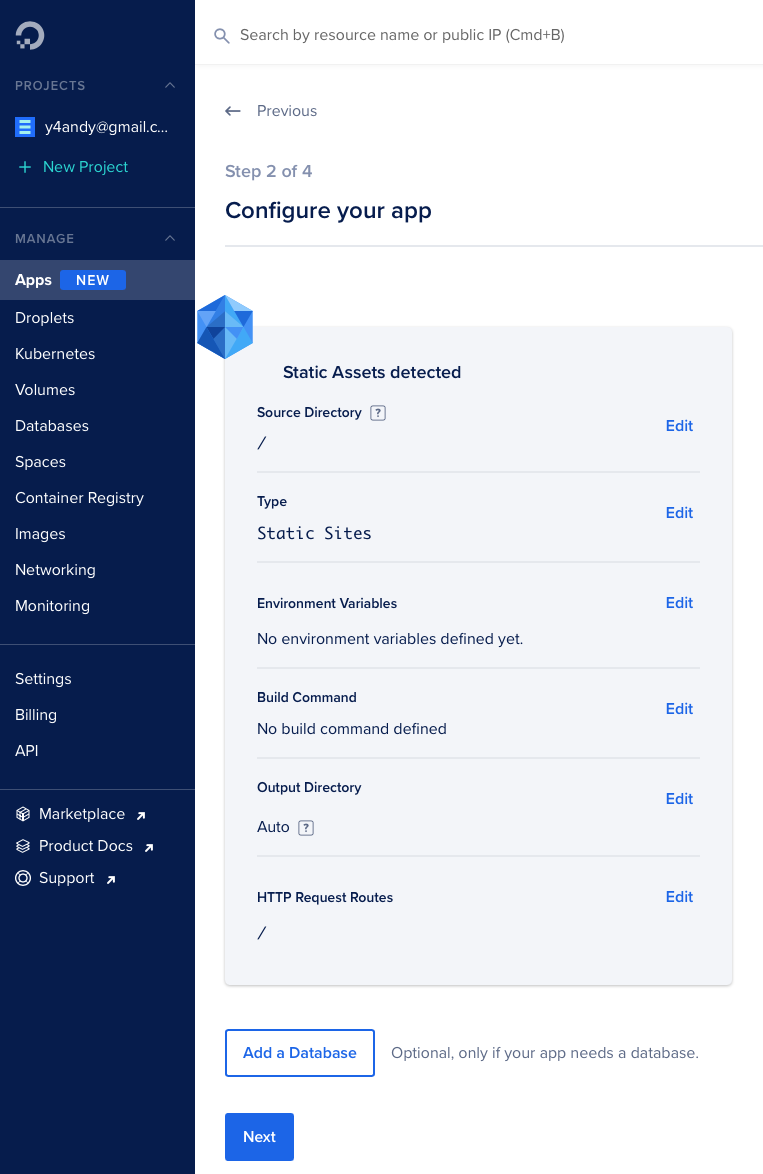 Search by resource name or public IP (Cmd+B)
PROJECTS
y4andy@gmail.c...
+ New Project
MANAGE
Apps NEW
Droplets
Kubernetes
Volumes
Databases
Spaces
Container Registry
Images
Networking
Monitoring
Settings
Billing
API
Marketplace
Product Docs
Support
← Previous
Step 2 of 4
Configure your app
Static Assets detected
Source Directory ?
Edit
/
Type
Edit
Static Sites
Environment Variables
Edit
No environment variables defined yet.
Build Command
Edit
No build command defined
Output Directory
Edit
Auto ?
HTTP Request Routes
Edit
/
Add a Database Optional, only if your app needs a database.
Next